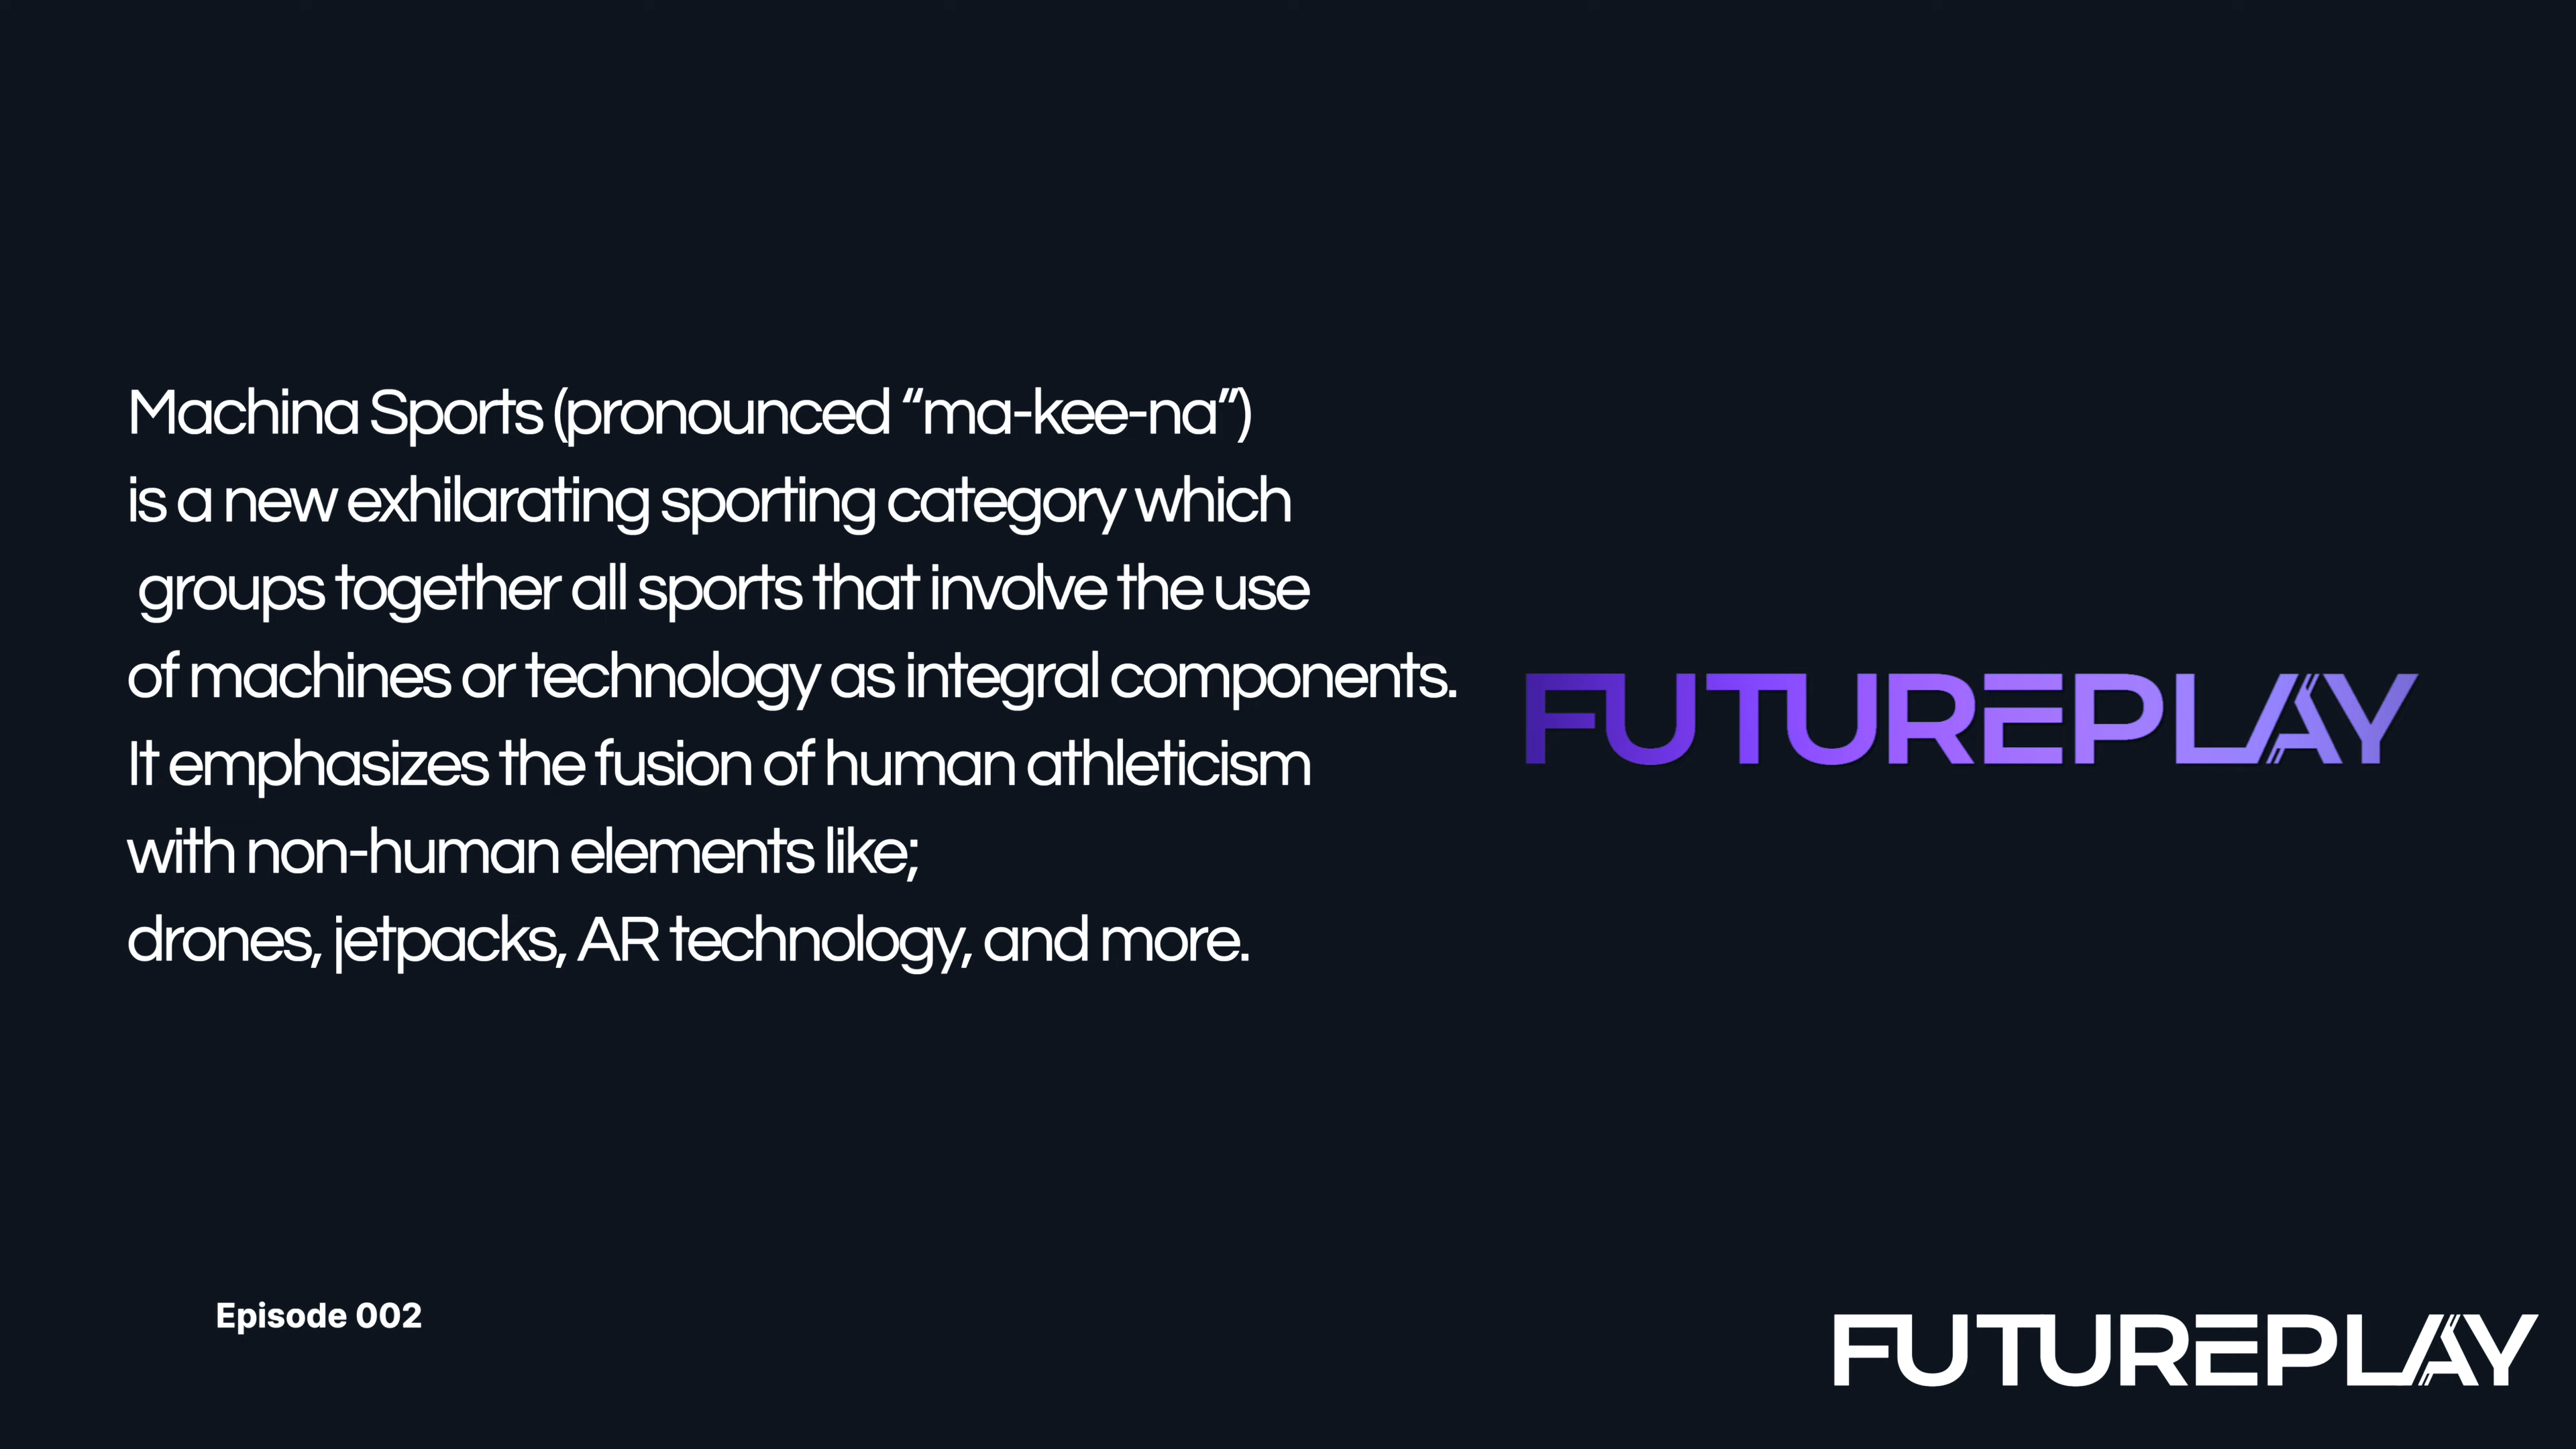 Machina Sports (pronounced “ma-kee-na”)
is a new exhilarating sporting category which
groups together all sports that involve the use
of machines or technology as integral components.
It emphasizes the fusion of human athleticism
with non-human elements like;
drones, jetpacks, AR technology, and more.
FUTUREPLAY
Episode 002
FUTUREPLAY